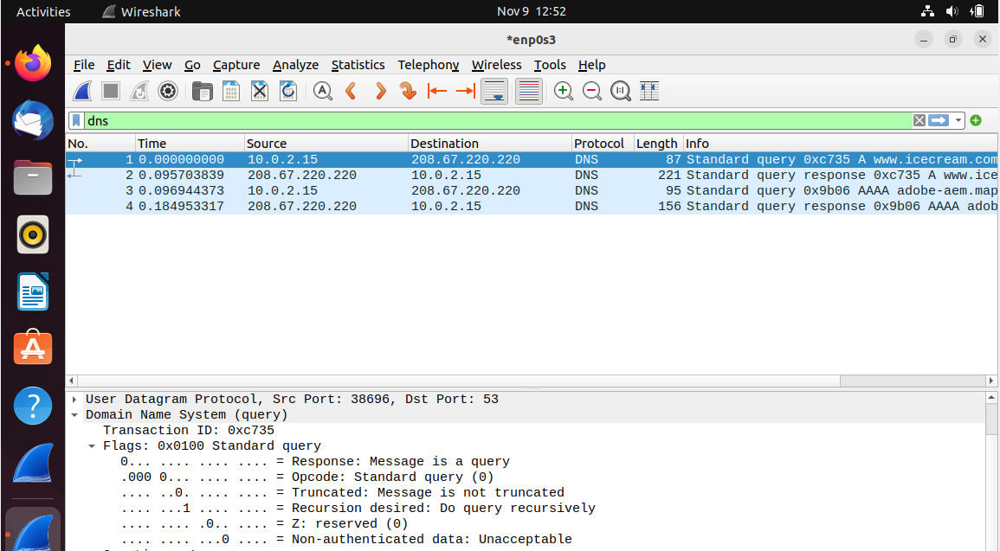 Activities Wireshark Nov 9 12:52
*enp0s3
File Edit View Go Capture Analyze Statistics Telephony Wireless Tools Help
dns
No. Time Source Destination Protocol Length Info
1 0.000000000 10.0.2.15 208.67.220.220 DNS 87 Standard query 0xc735 A www.icecream.com
2 0.095703839 208.67.220.220 10.0.2.15 DNS 221 Standard query response 0xc735 A www.ice
3 0.096944373 10.0.2.15 208.67.220.220 DNS 95 Standard query 0x9b06 AAAA adobe-aem.map
4 0.184953317 208.67.220.220 10.0.2.15 DNS 156 Standard query response 0x9b06 AAAA adob
User Datagram Protocol, Src Port: 38696, Dst Port: 53
Domain Name System (query)
Transaction ID: 0xc735
Flags: 0x0100 Standard query
0... .... .... .... = Response: Message is a query
.000 0... .... .... = Opcode: Standard query (0)
.... ..0. .... .... = Truncated: Message is not truncated
.... ...1 .... .... = Recursion desired: Do query recursively
.... .... .0.. .... = Z: reserved (0)
.... .... ...0 .... = Non-authenticated data: Unacceptable